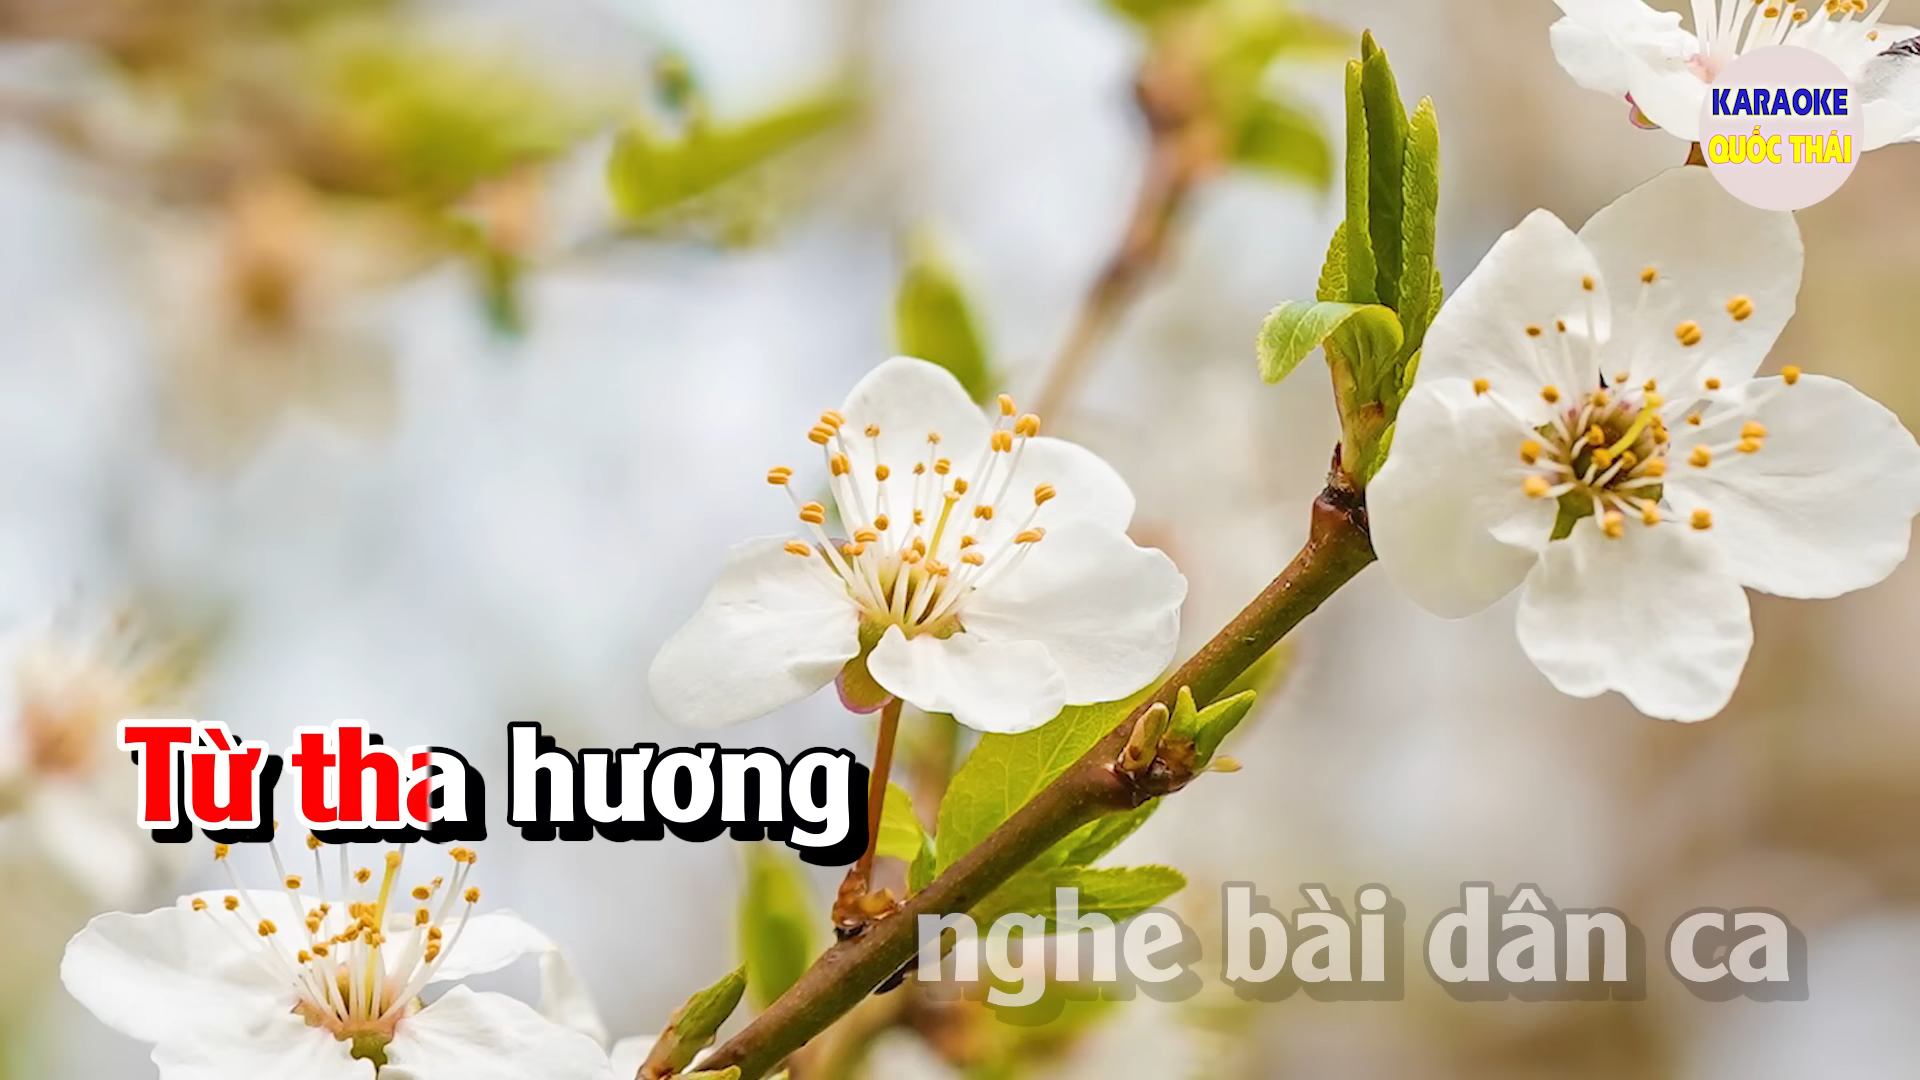 KARAOKE
QUỐC THÁI
Từ tha hương
nghe bài dân ca